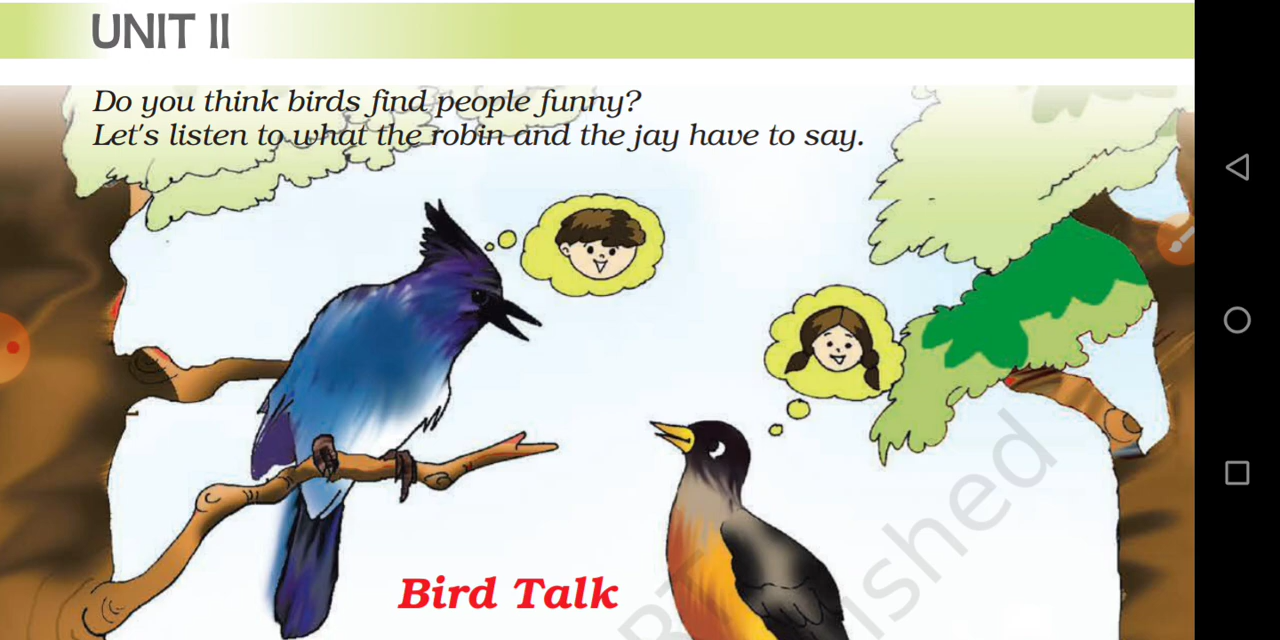 UNIT II
Do you think birds find people funny?
Let's listen to what the robin and the jay have to say.
Bird Talk
ished